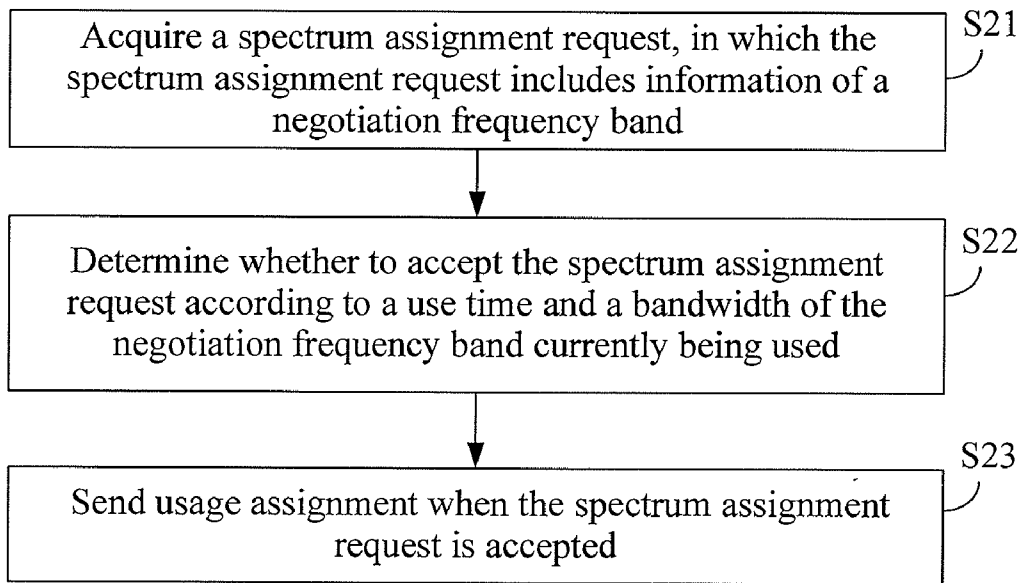 Acquire a spectrum assignment request, in which the
spectrum assignment request includes information of a
negotiation frequency band
S21
Determine whether to accept the spectrum assignment
request according to a use time and a bandwidth of the
negotiation frequency band currently being used
S22
Send usage assignment when the spectrum assignment
request is accepted
S23